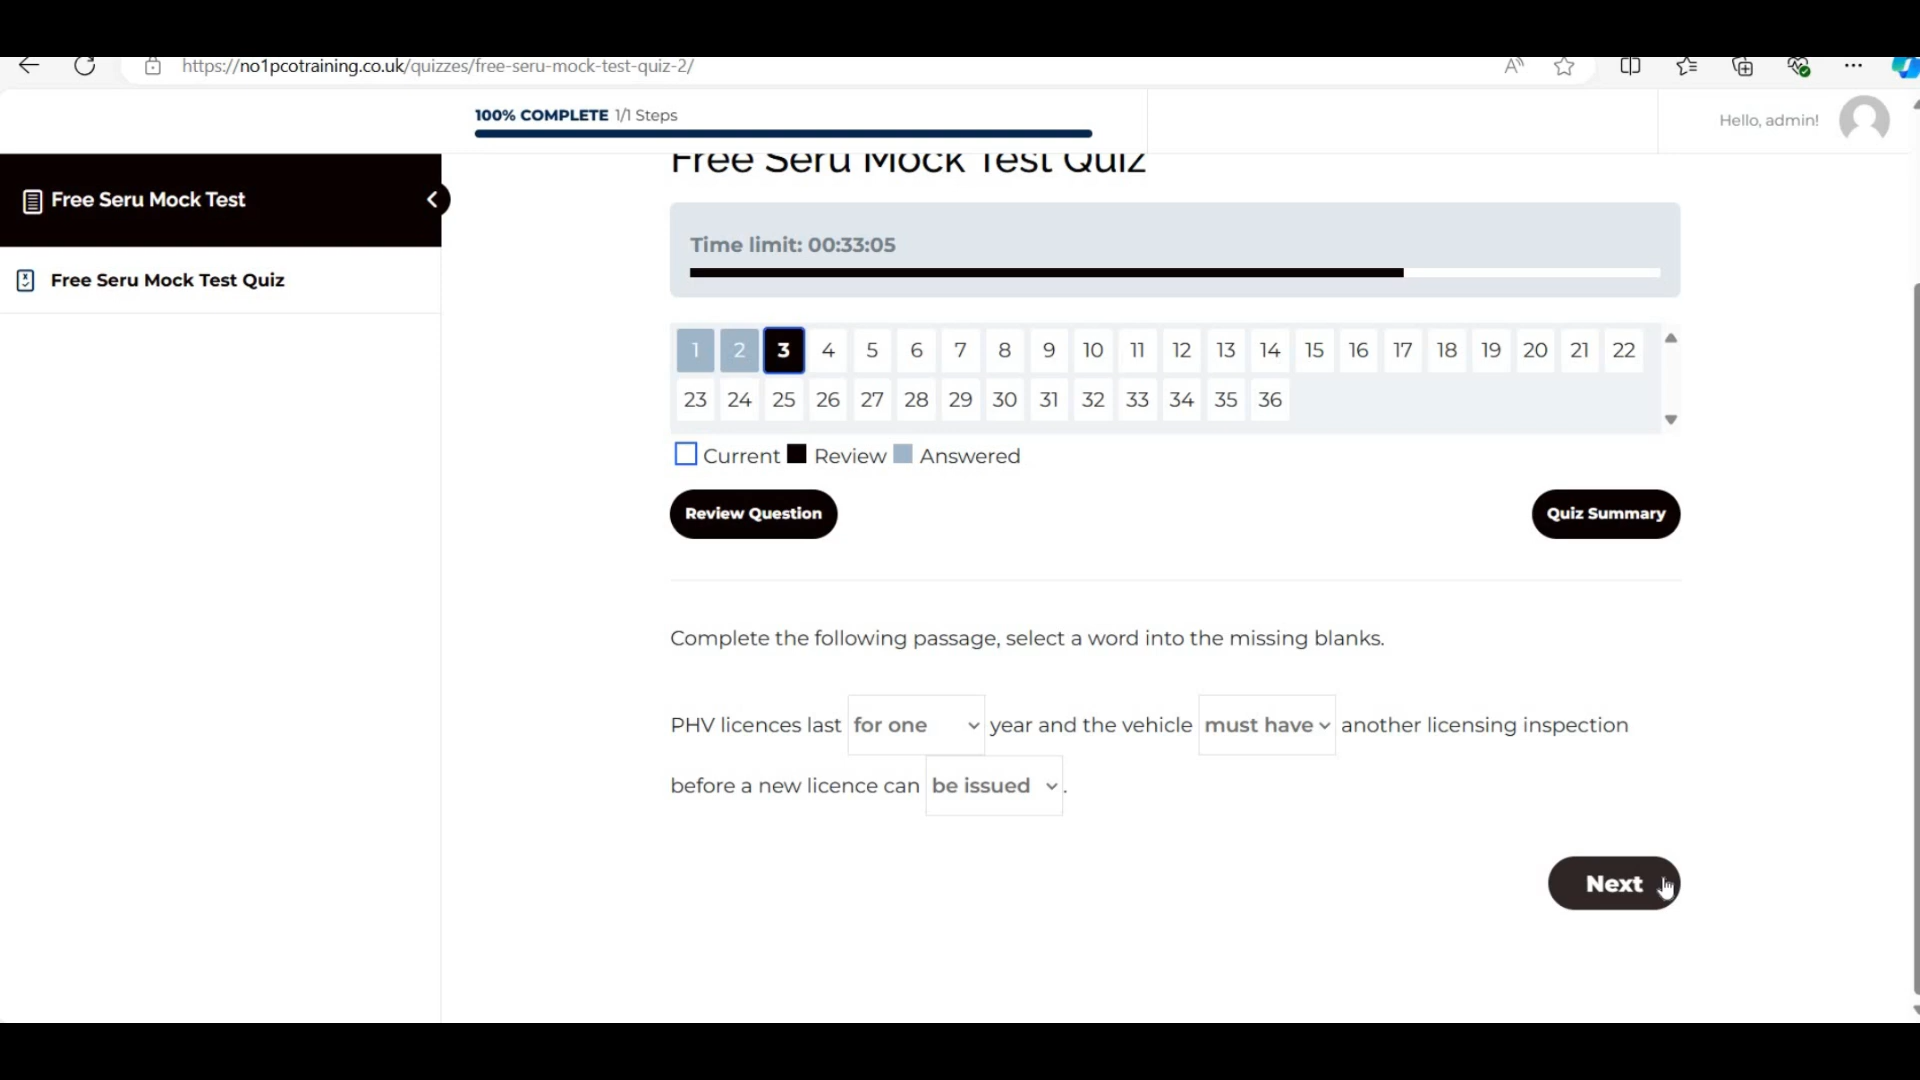 https://no1pcotraining.co.uk/quizzes/free-seru-mock-test-quiz-2/
100% COMPLETE 1/1 Steps
Hello, admin!
Free Seru Mock Test
Free Seru Mock Test Quiz
Free Seru Mock Test Quiz
Time limit: 00:33:05
1 2 3 4 5 6 7 8 9 10 11 12 13 14 15 16 17 18 19 20 21 22
23 24 25 26 27 28 29 30 31 32 33 34 35 36
Current Review Answered
Review Question
Quiz Summary
Complete the following passage, select a word into the missing blanks.
PHV licences last for one year and the vehicle must have another licensing inspection
before a new licence can be issued .
Next